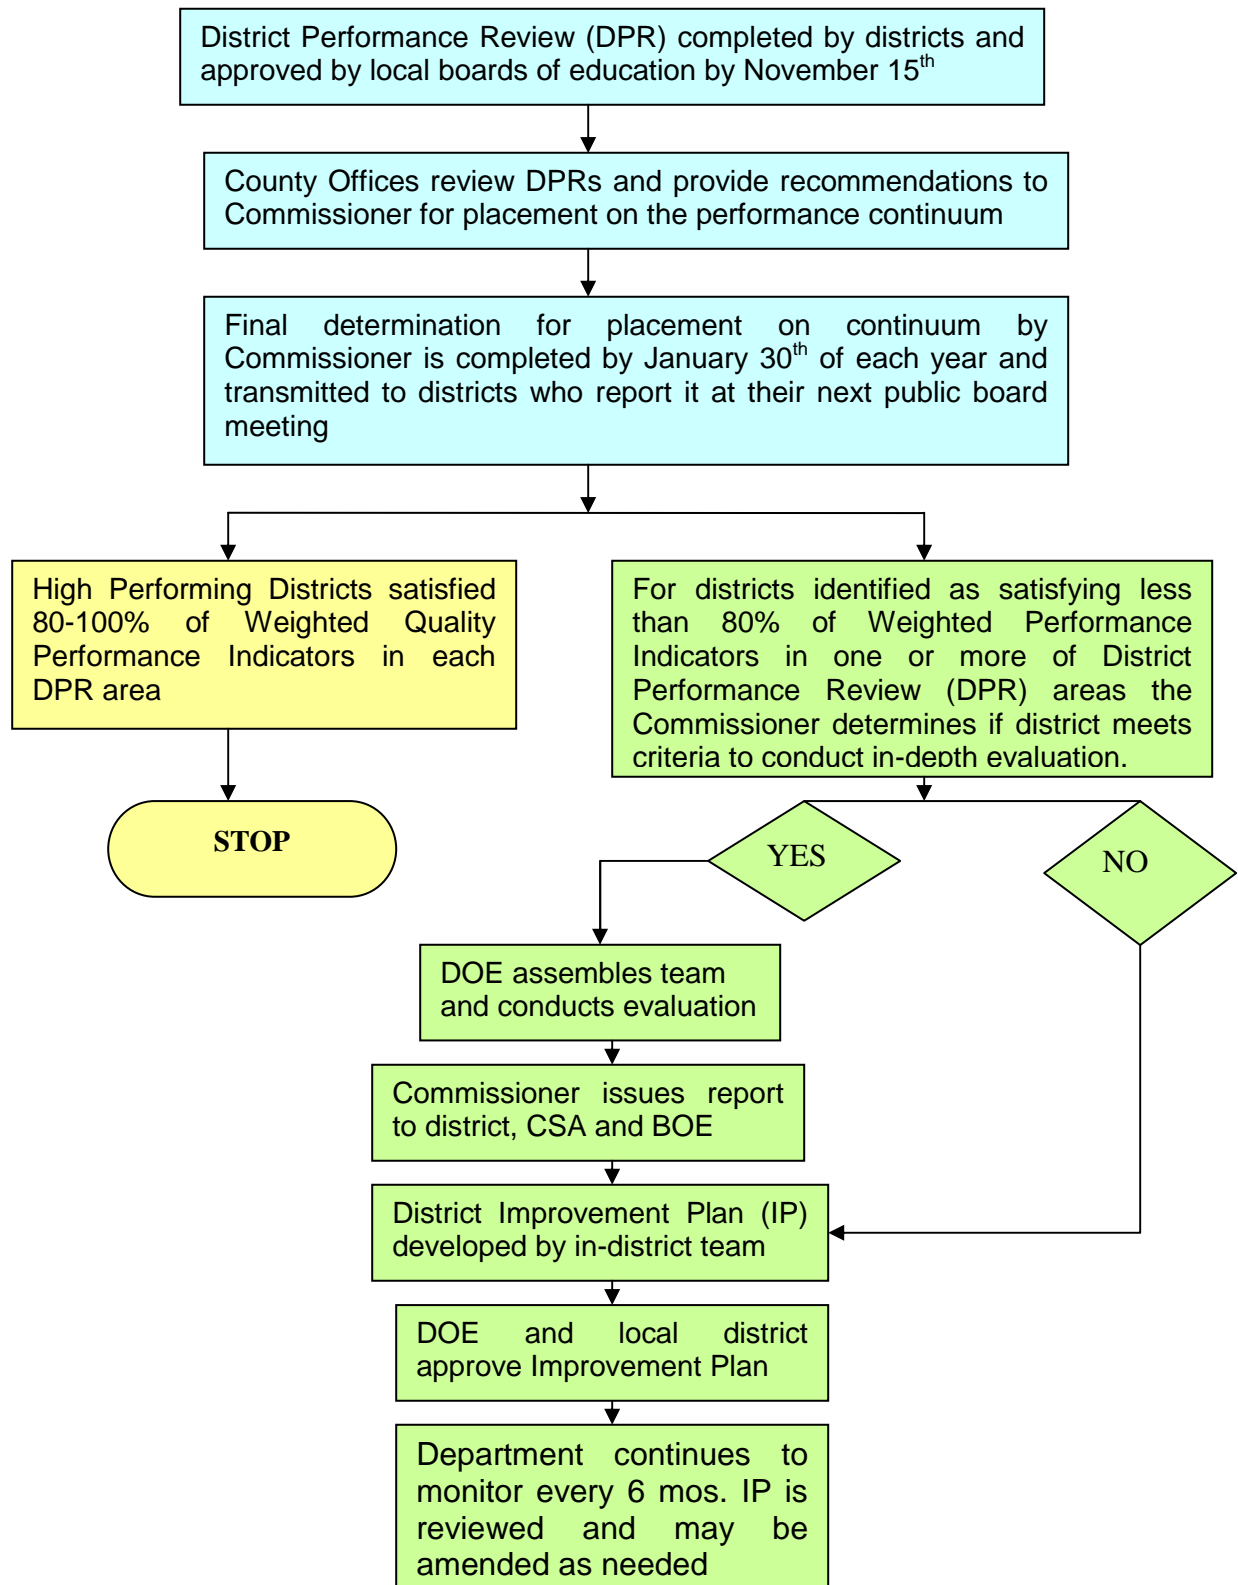 District Performance Review (DPR) completed by districts and
approved by local boards of education by November 15th
County Offices review DPRs and provide recommendations to
Commissioner for placement on the performance continuum
Final determination for placement on continuum by
Commissioner is completed by January 30th of each year and
transmitted to districts who report it at their next public board
meeting
High Performing Districts satisfied
80-100% of Weighted Quality
Performance Indicators in each
DPR area
For districts identified as satisfying less
than 80% of Weighted Performance
Indicators in one or more of District
Performance Review (DPR) areas the
Commissioner determines if district meets
criteria to conduct in-depth evaluation.
STOP
YES
NO
DOE assembles team
and conducts evaluation
Commissioner issues report
to district, CSA and BOE
District Improvement Plan (IP)
developed by in-district team
DOE and local district
approve Improvement Plan
Department continues to
monitor every 6 mos. IP is
reviewed and may be
amended as needed